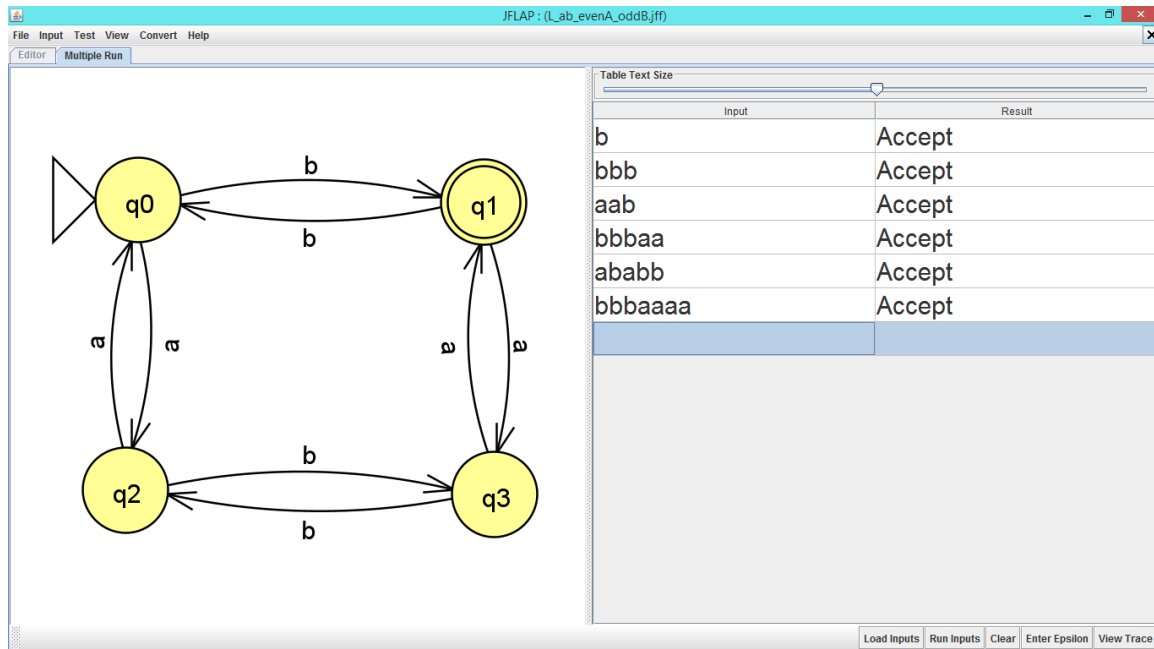 JFLAP : (L_ab_evenA_oddB.jff)
File Input Test View Convert Help
Editor Multiple Run
Table Text Size
Input Result
b Accept
bbb Accept
aab Accept
bbbaa Accept
ababb Accept
bbbaaaa Accept
b
q0 q1
b
a a a a
b
q2 q3
b
Load Inputs Run Inputs Clear Enter Epsilon View Trace